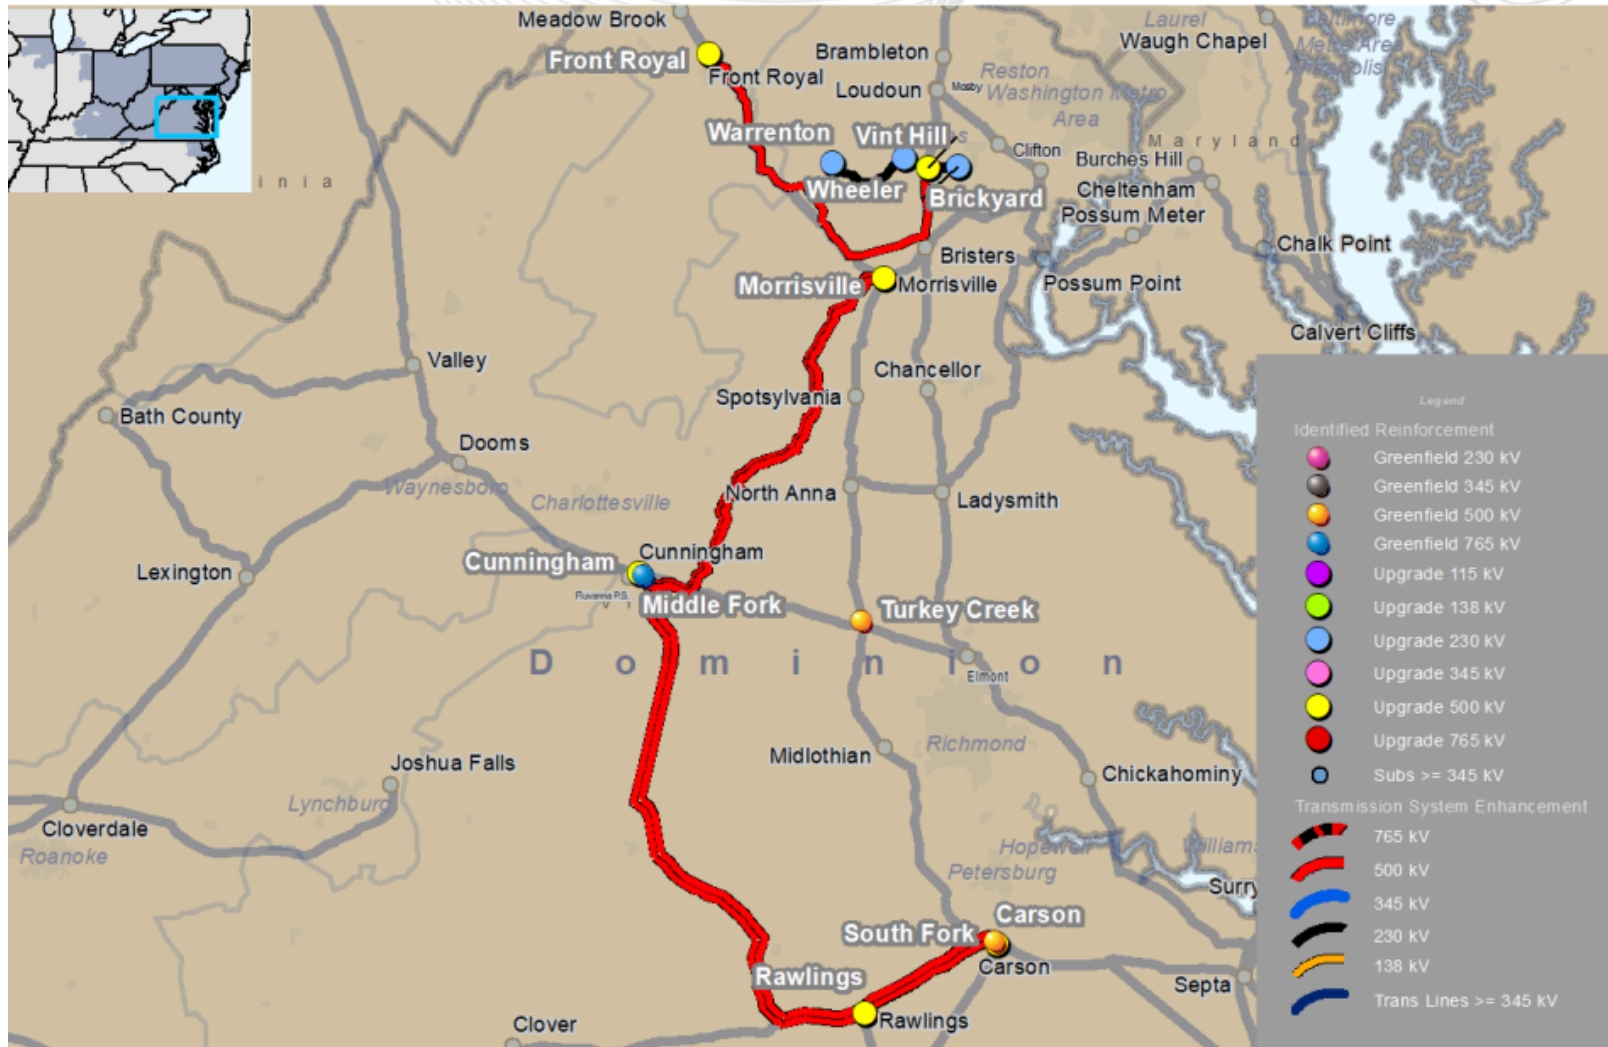 Meadow Brook
Front Royal
Front Royal
Brambleton
Loudoun
Mosby
Laurel
Waugh Chapel
Baltimore
Metro Area
Annapolis
Reston
Washington Metro
Area
Warrenton
Vint Hill
Wheeler
Brickyard
Clifton
Maryland
Burches Hill
Cheltenham
Possum Meter
inia
Bristers
Chalk Point
Morrisville
Morrisville
Possum Point
Calvert Cliffs
Valley
Chancellor
Spotsylvania
Bath County
Dooms
Waynesboro
Charlottesville
North Anna
Ladysmith
Lexington
Cunningham
Cunningham
Fluvanna P.S.
Middle Fork
Turkey Creek
Dominion
Elmont
Midlothian
Richmond
Joshua Falls
Lynchburg
Chickahominy
Cloverdale
Roanoke
Hopewell
Petersburg
Williams
Surry
South Fork
Carson
Carson
Rawlings
Rawlings
Septa
Clover
Legend
Identified Reinforcement
Greenfield 230 kV
Greenfield 345 kV
Greenfield 500 kV
Greenfield 765 kV
Upgrade 115 kV
Upgrade 138 kV
Upgrade 230 kV
Upgrade 345 kV
Upgrade 500 kV
Upgrade 765 kV
Subs >= 345 kV
Transmission System Enhancement
765 kV
500 kV
345 kV
230 kV
138 kV
Trans Lines >= 345 kV